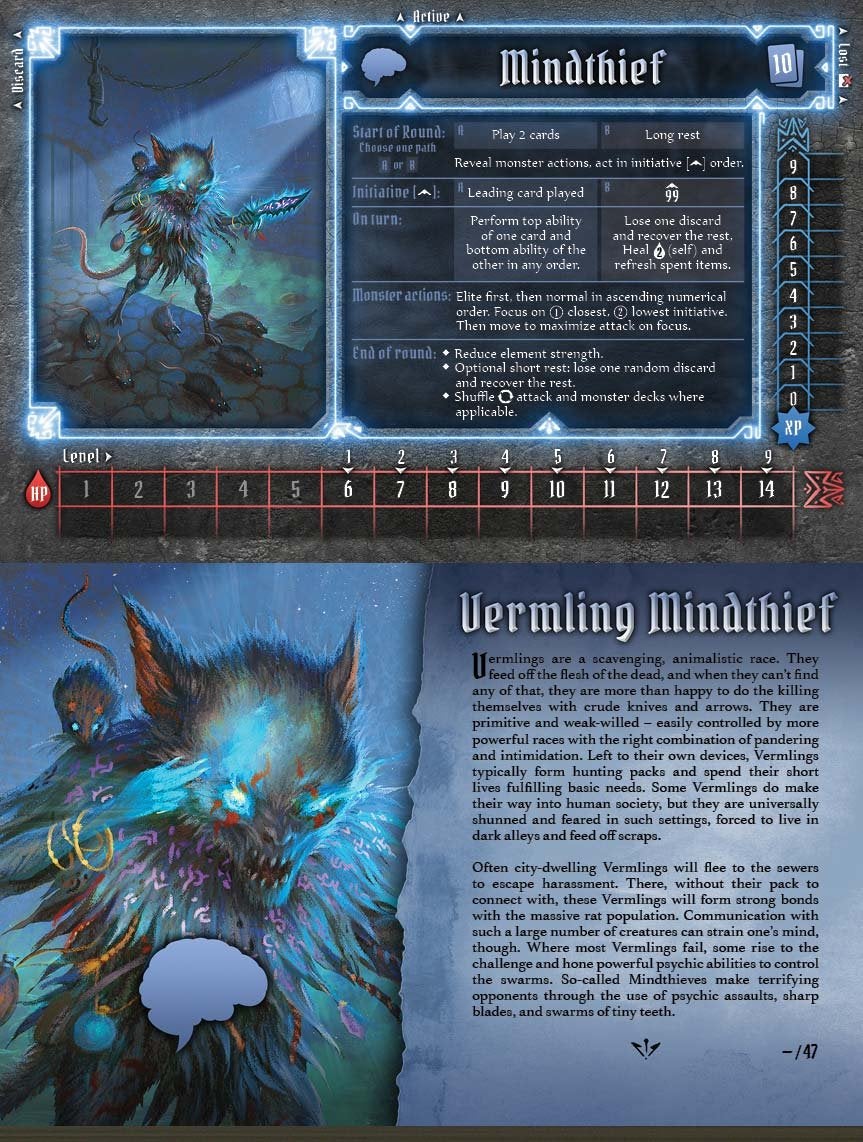 Active
Discard
Lost
Mindthief
10
Start of Round:
Choose one path
A or B
A Play 2 cards
B Long rest
Reveal monster actions, act in initiative [ ] order.
Initiative [ ]:
A Leading card played
B 99
On turn:
Perform top ability
of one card and
bottom ability of the
other in any order.
Lose one discard
and recover the rest.
Heal 2 (self) and
refresh spent items.
Monster actions:
Elite first, then normal in ascending numerical
order. Focus on ① closest, ② lowest initiative.
Then move to maximize attack on focus.
End of round:
◆ Reduce element strength.
◆ Optional short rest: lose one random discard
and recover the rest.
◆ Shuffle attack and monster decks where
applicable.
9
8
7
6
5
4
3
2
1
0
XP
Level 1 2 3 4 5 6 7 8 9
HP 1 2 3 4 5 6 7 8 9 10 11 12 13 14
Vermling Mindthief
Vermlings are a scavenging, animalistic race. They
feed off the flesh of the dead, and when they can't find
any of that, they are more than happy to do the killing
themselves with crude knives and arrows. They are
primitive and weak-willed – easily controlled by more
powerful races with the right combination of pandering
and intimidation. Left to their own devices, Vermlings
typically form hunting packs and spend their short
lives fulfilling basic needs. Some Vermlings do make
their way into human society, but they are universally
shunned and feared in such settings, forced to live in
dark alleys and feed off scraps.
Often city-dwelling Vermlings will flee to the sewers
to escape harassment. There, without their pack to
connect with, these Vermlings will form strong bonds
with the massive rat population. Communication with
such a large number of creatures can strain one's mind,
though. Where most Vermlings fail, some rise to the
challenge and hone powerful psychic abilities to control
the swarms. So-called Mindthieves make terrifying
opponents through the use of psychic assaults, sharp
blades, and swarms of tiny teeth.
–/47